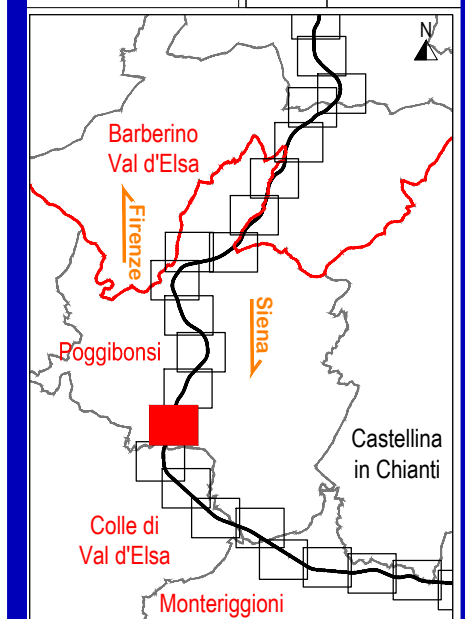 N
Barberino
Val d'Elsa
Firenze
Siena
Poggibonsi
Castellina
in Chianti
Colle di
Val d'Elsa
Monteriggioni